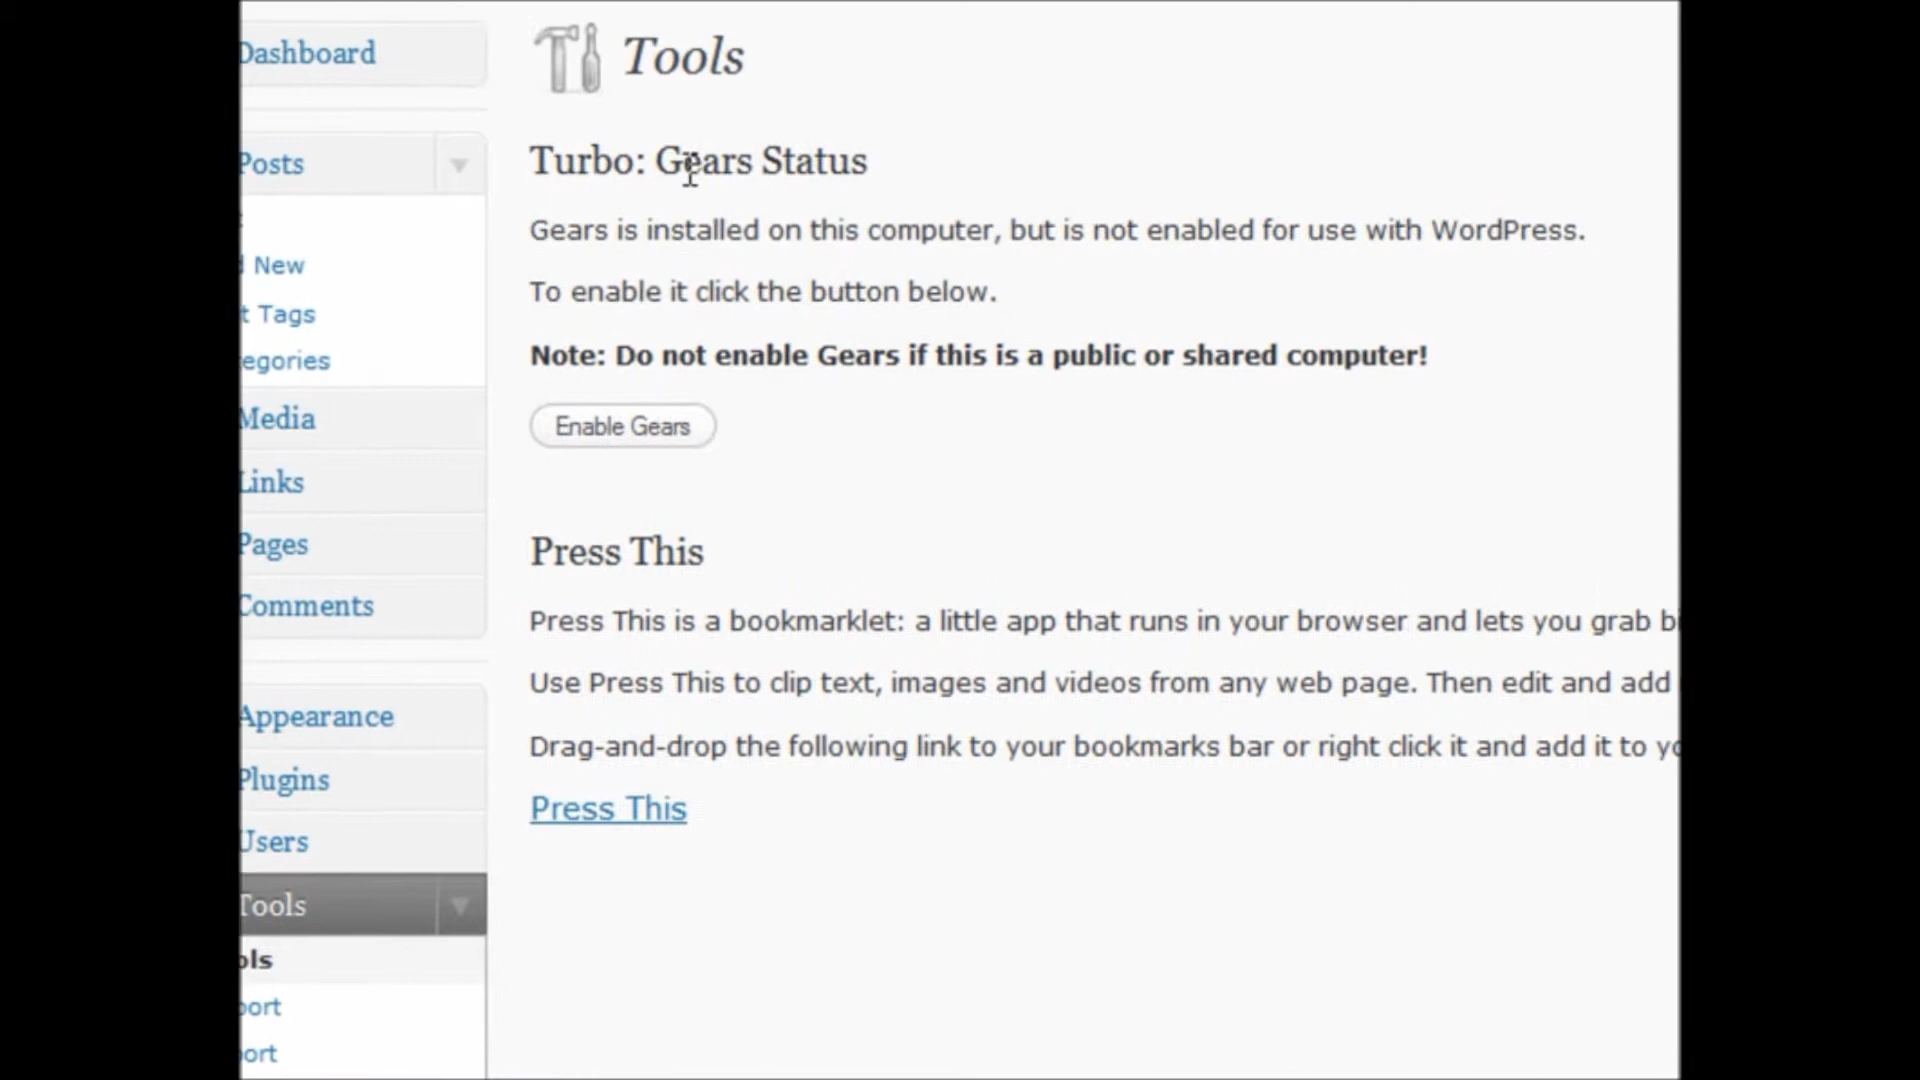 Dashboard
Posts
New
Tags
Media
Links
Pages
Comments
Appearance
Plugins
Users
Tools
Tools
Turbo: Gears Status
Gears is installed on this computer, but is not enabled for use with WordPress.
To enable it click the button below.
Note: Do not enable Gears if this is a public or shared computer!
Enable Gears
Press This
Press This is a bookmarklet: a little app that runs in your browser and lets you grab
Use Press This to clip text, images and videos from any web page. Then edit and add
Drag-and-drop the following link to your bookmarks bar or right click it and add it to
Press This